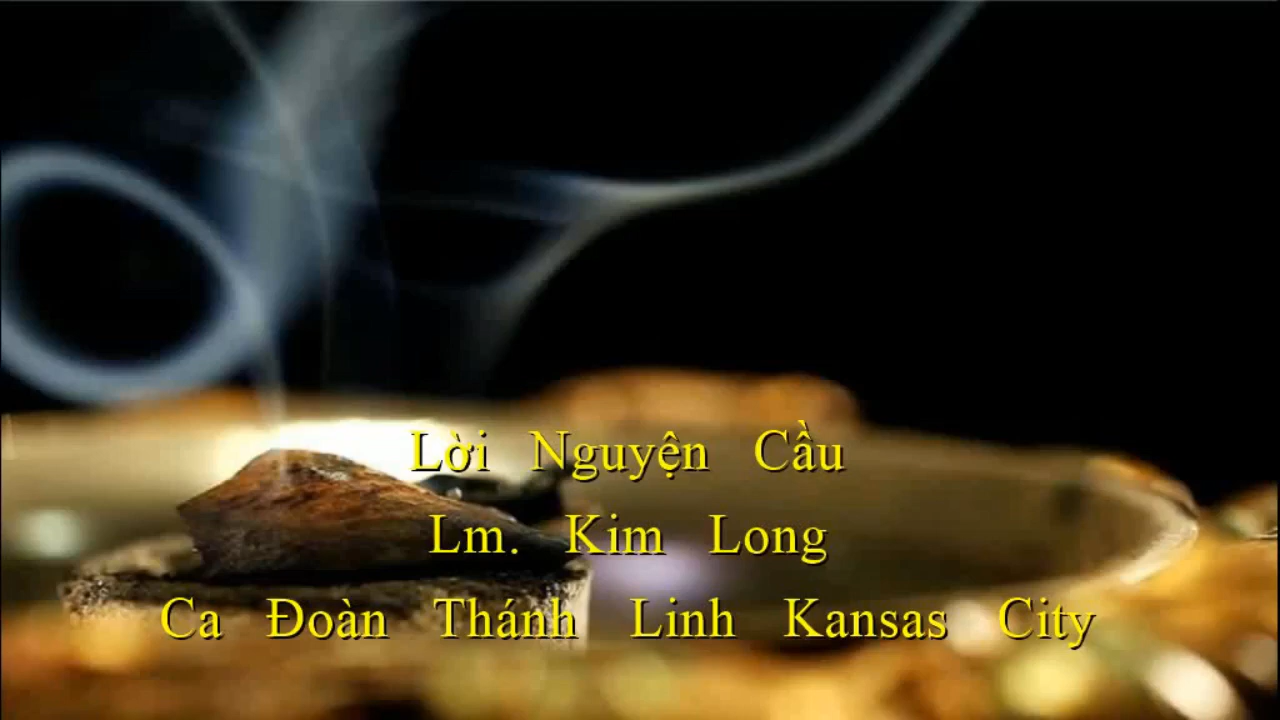 Lời Nguyện Cầu
Lm. Kim Long
Ca Đoàn Thánh Linh Kansas City